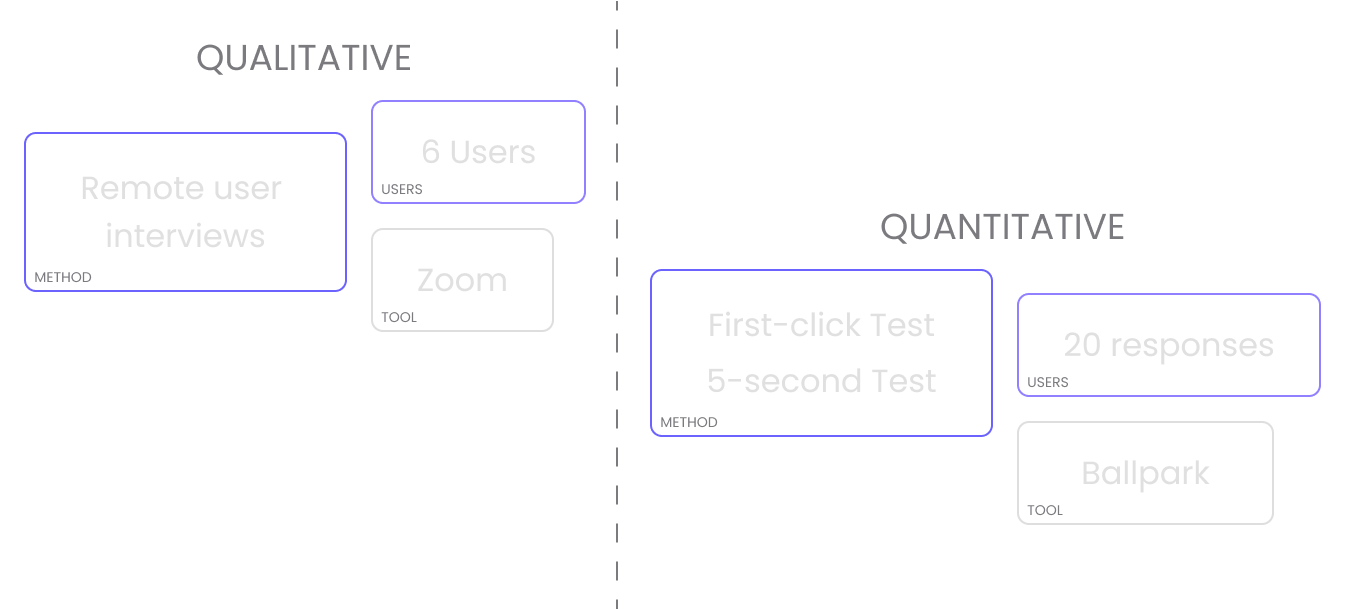 QUALITATIVE
Remote user
interviews
METHOD
6 Users
USERS
Zoom
TOOL
QUANTITATIVE
First-click Test
5-second Test
METHOD
20 responses
USERS
Ballpark
TOOL